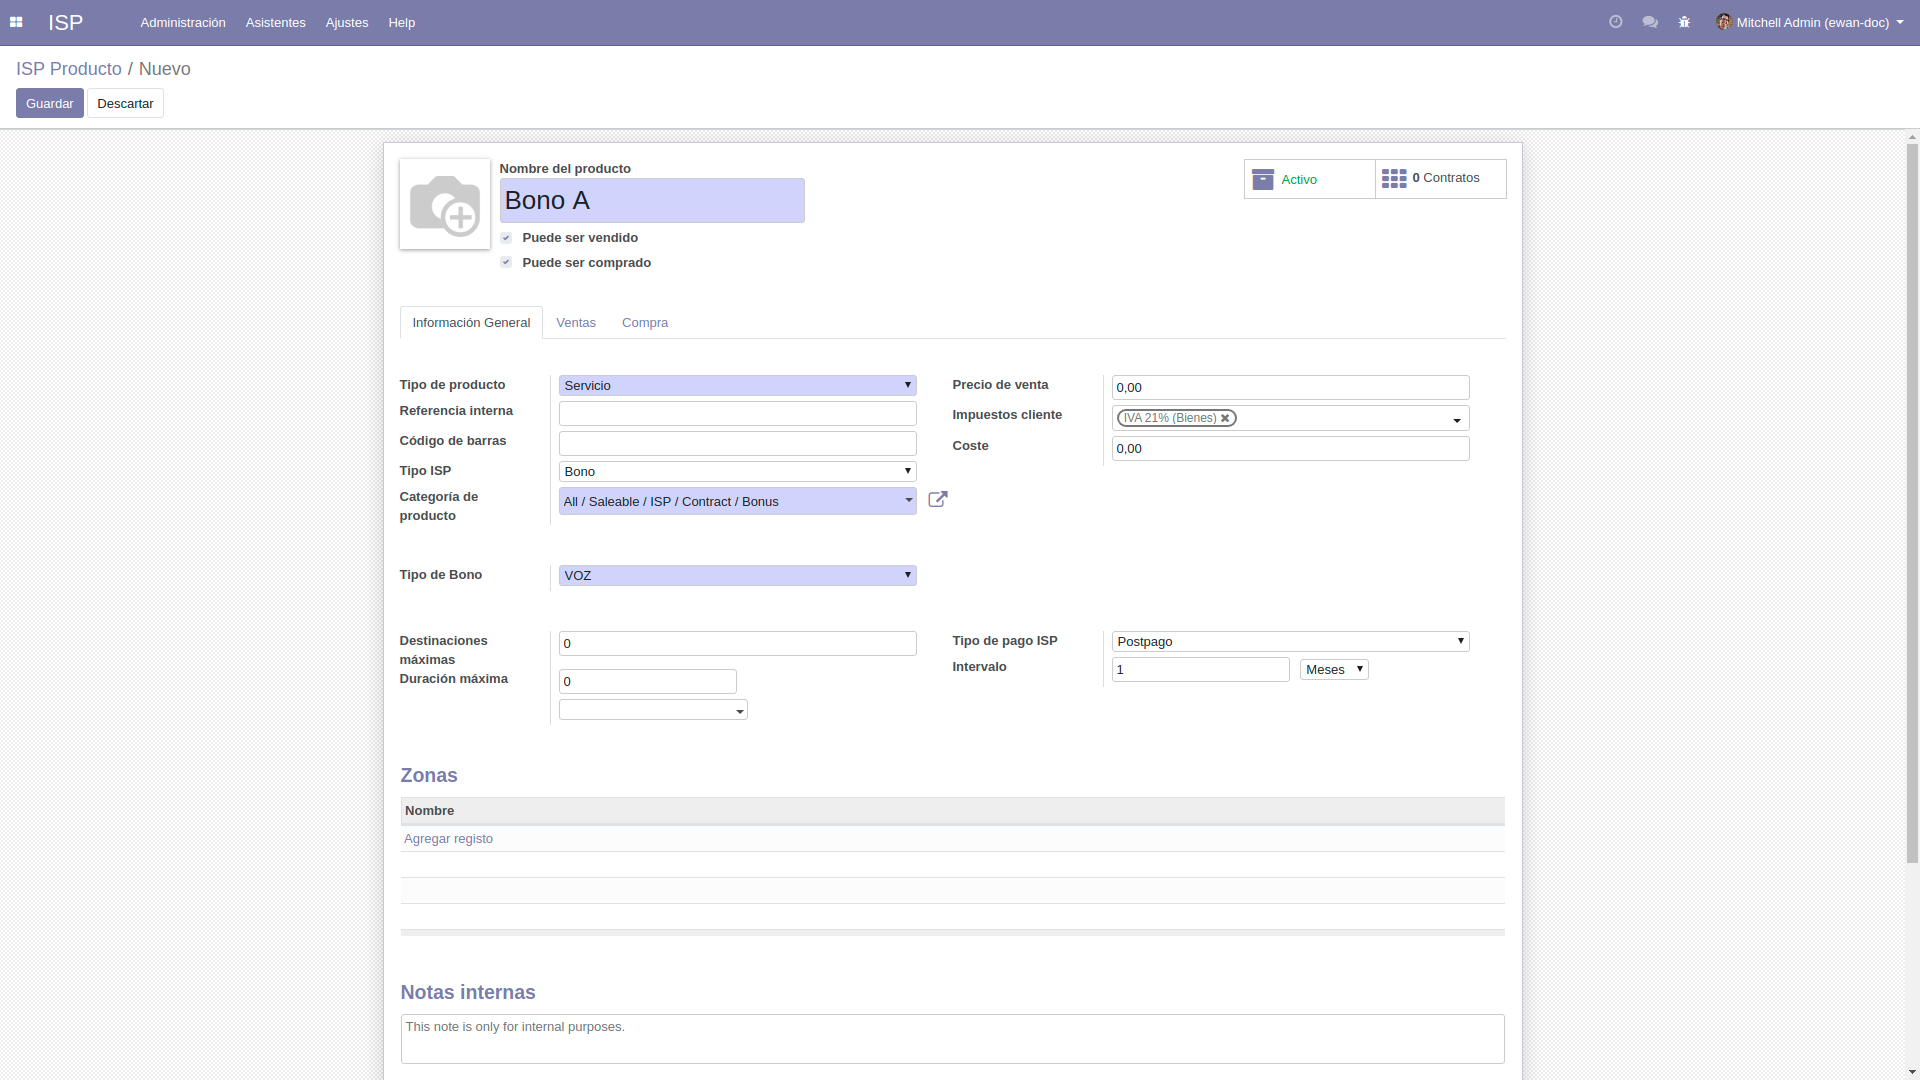 ISP Administración Asistentes Ajustes Help Mitchell Admin (ewan-doc)
ISP Producto / Nuevo
Guardar Descartar
Nombre del producto
Bono A
Activo
0 Contratos
Puede ser vendido
Puede ser comprado
Información General Ventas Compra
Tipo de producto Servicio
Referencia interna
Código de barras
Tipo ISP Bono
Categoría de
producto
All / Saleable / ISP / Contract / Bonus
Precio de venta 0,00
Impuestos cliente IVA 21% (Bienes)
Coste 0,00
Tipo de Bono VOZ
Destinaciones
máximas
0
Duración máxima 0
Tipo de pago ISP Postpago
Intervalo 1 Meses
Zonas
Nombre
Agregar registo
Notas internas
This note is only for internal purposes.